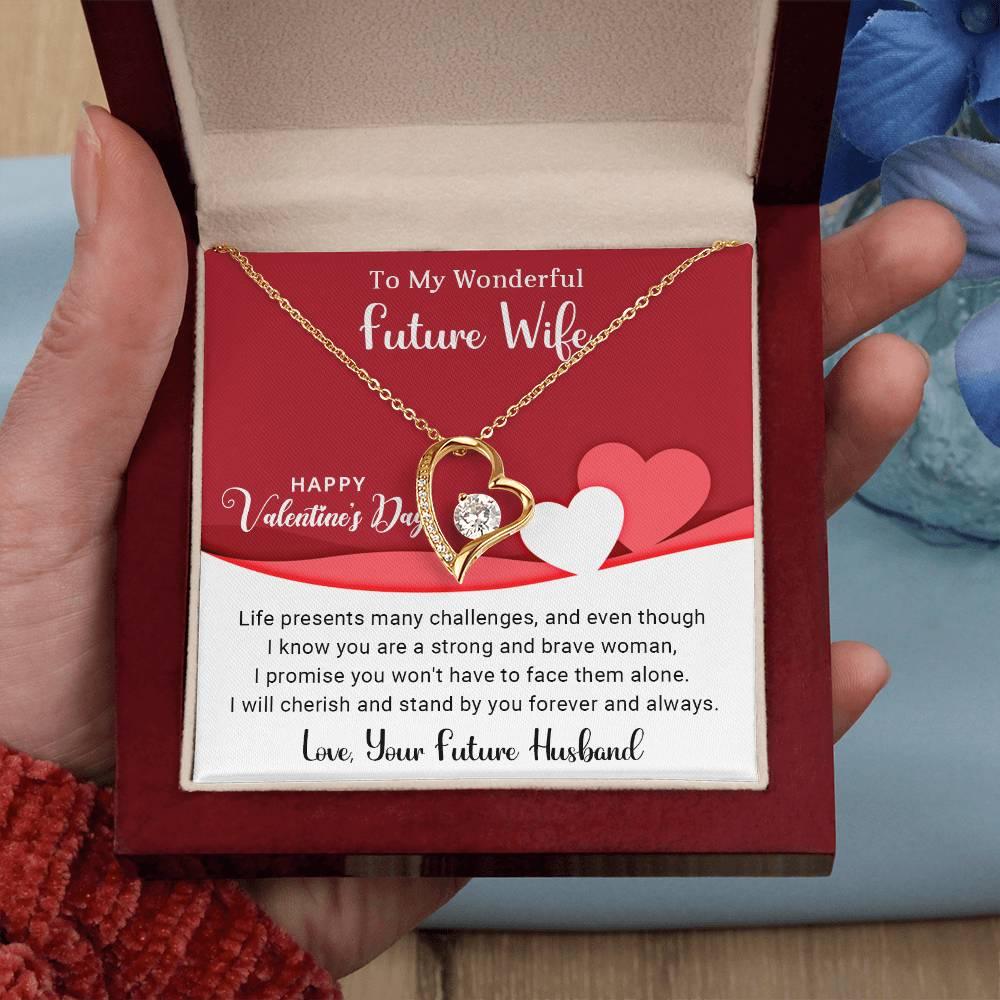 To My Wonderful
Future Wife
HAPPY
Valentine's Day
Life presents many challenges, and even though
I know you are a strong and brave woman,
I promise you won't have to face them alone.
I will cherish and stand by you forever and always.
Love, Your Future Husband